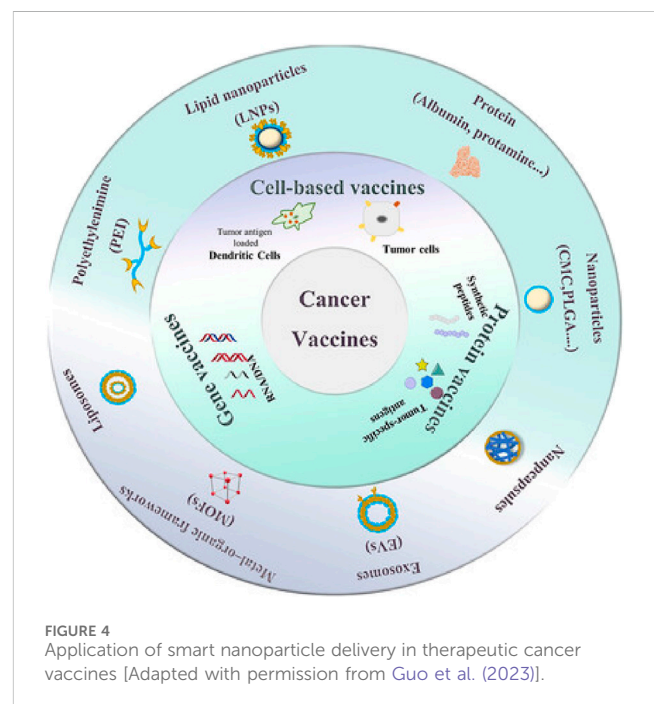 Lipid nanoparticles
(LNPs)
Protein
(Albumin, protamine...)
Nanoparticles
(CMC,PLGA....)
Nanpcapsules
Exosomes
(EVs)
Metal-organic frameworks
(MOFs)
Liposomes
Polyethylenimine
(PEI)
Cell-based vaccines
Tumor antigen
loaded
Dendritic Cells
Tumor cells
Protein vaccines
Synthetic
peptides
Tumor-specific
antigens
Gene vaccines
RNA/DNA
Cancer
Vaccines
FIGURE 4
Application of smart nanoparticle delivery in therapeutic cancer
vaccines [Adapted with permission from Guo et al. (2023)].